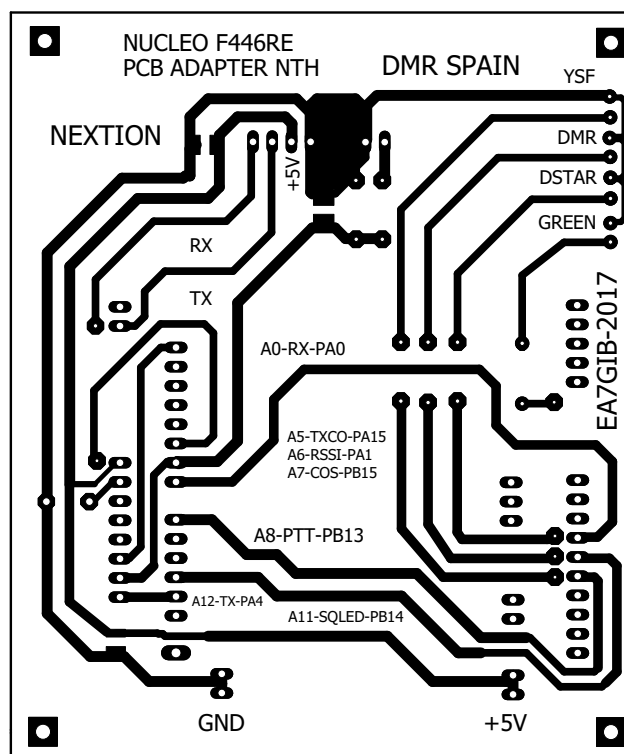 NUCLEO F446RE
PCB ADAPTER NTH
DMR SPAIN
YSF
NEXTION
DMR
+5V
DSTAR
GREEN
RX
TX
EA7GIB-2017
A0-RX-PA0
A5-TXCO-PA15
A6-RSSI-PA1
A7-COS-PB15
A8-PTT-PB13
A12-TX-PA4
A11-SQLED-PB14
GND
+5V